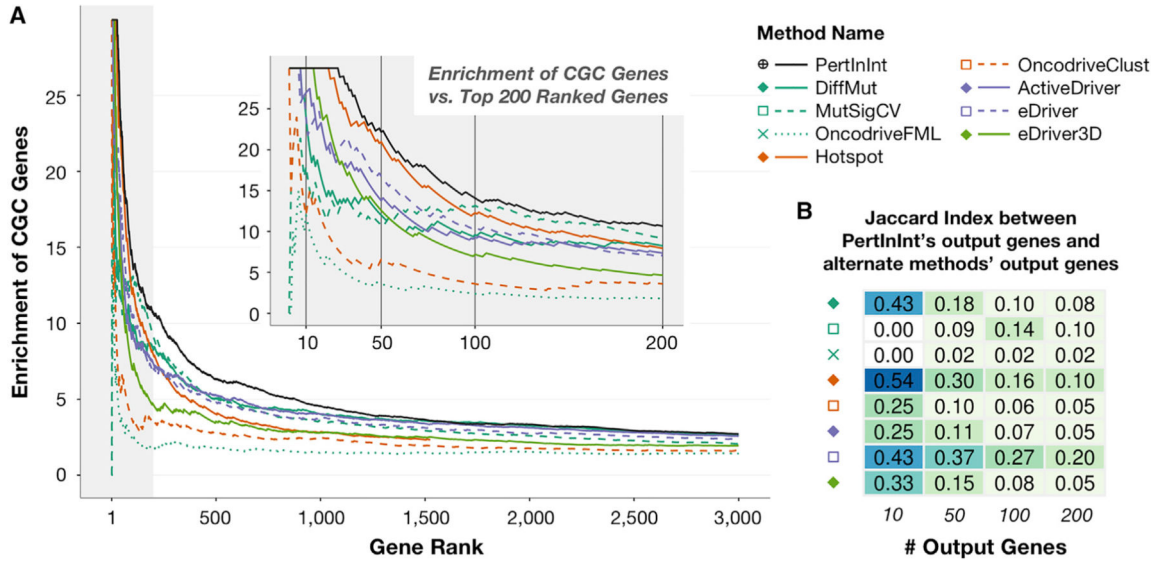 A
Enrichment of CGC Genes
25
20
15
10
5
0
1
500
1,000
1,500
2,000
2,500
3,000
Gene Rank
Enrichment of CGC Genes
vs. Top 200 Ranked Genes
25
20
15
10
5
0
10
50
100
200
Method Name
PertInInt
DiffMut
MutSigCV
OncodriveFML
Hotspot
OncodriveClust
ActiveDriver
eDriver
eDriver3D
B
Jaccard Index between
PertInInt's output genes and
alternate methods' output genes
0.43 0.18 0.10 0.08
0.00 0.09 0.14 0.10
0.00 0.02 0.02 0.02
0.54 0.30 0.16 0.10
0.25 0.10 0.06 0.05
0.25 0.11 0.07 0.05
0.43 0.37 0.27 0.20
0.33 0.15 0.08 0.05
10 50 100 200
# Output Genes